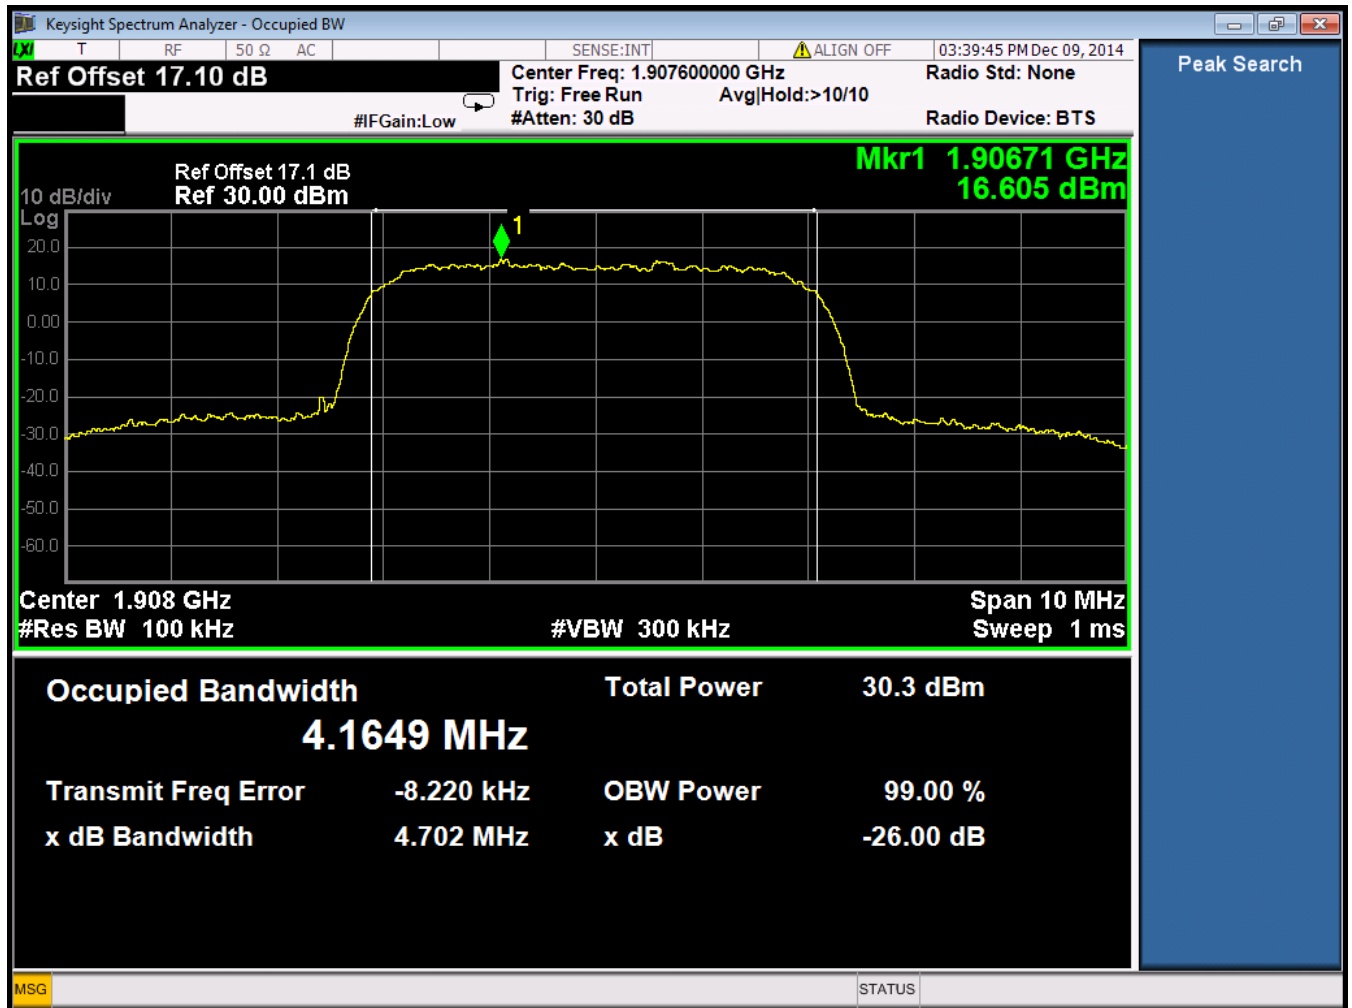 Keysight Spectrum Analyzer - Occupied BW
LXI T RF 50 Ω AC SENSE:INT ALIGN OFF 03:39:45 PM Dec 09, 2014
Ref Offset 17.10 dB
Center Freq: 1.907600000 GHz
Radio Std: None
Trig: Free Run
Avg|Hold:>10/10
#IFGain:Low
#Atten: 30 dB
Radio Device: BTS
Peak Search
Mkr1 1.90671 GHz
16.605 dBm
Ref Offset 17.1 dB
10 dB/div
Ref 30.00 dBm
Log
1
20.0
10.0
0.00
-10.0
-20.0
-30.0
-40.0
-50.0
-60.0
Center 1.908 GHz
Span 10 MHz
#Res BW 100 kHz
#VBW 300 kHz
Sweep 1 ms
Occupied Bandwidth
Total Power 30.3 dBm
4.1649 MHz
Transmit Freq Error -8.220 kHz
OBW Power 99.00 %
x dB Bandwidth 4.702 MHz
x dB -26.00 dB
MSG
STATUS